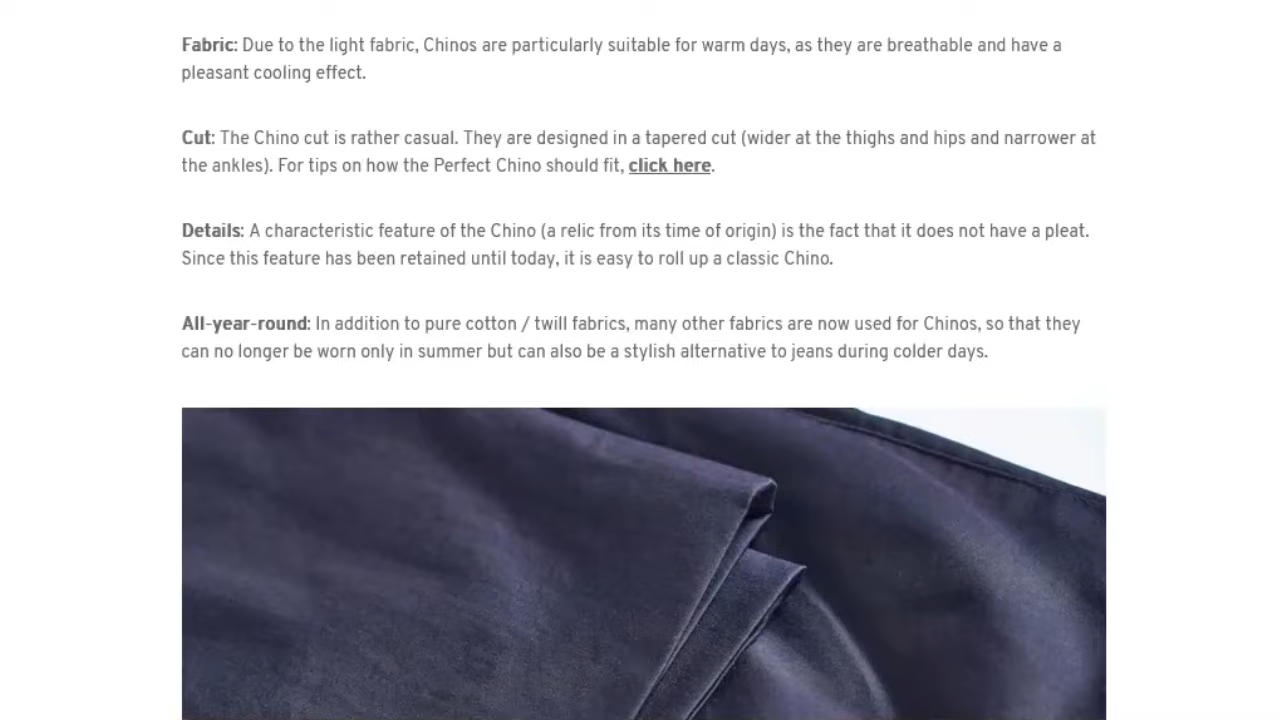 Fabric: Due to the light fabric, Chinos are particularly suitable for warm days, as they are breathable and have a
pleasant cooling effect.
Cut: The Chino cut is rather casual. They are designed in a tapered cut (wider at the thighs and hips and narrower at
the ankles). For tips on how the Perfect Chino should fit, click here.
Details: A characteristic feature of the Chino (a relic from its time of origin) is the fact that it does not have a pleat.
Since this feature has been retained until today, it is easy to roll up a classic Chino.
All-year-round: In addition to pure cotton / twill fabrics, many other fabrics are now used for Chinos, so that they
can no longer be worn only in summer but can also be a stylish alternative to jeans during colder days.